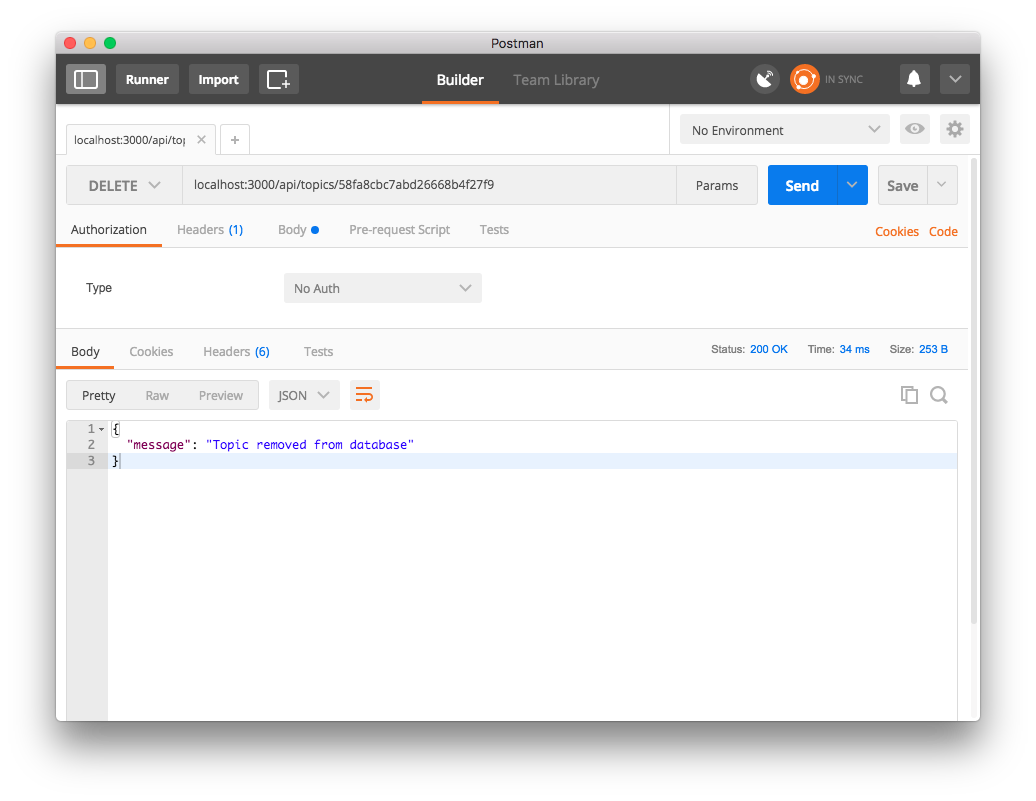 Postman
Runner Import Builder Team Library IN SYNC
localhost:3000/api/top No Environment
DELETE localhost:3000/api/topics/58fa8cbc7abd26668b4f27f9 Params Send Save
Authorization Headers (1) Body Pre-request Script Tests Cookies Code
Type No Auth
Body Cookies Headers (6) Tests Status: 200 OK Time: 34 ms Size: 253 B
Pretty Raw Preview JSON
1 {
2 "message": "Topic removed from database"
3 }